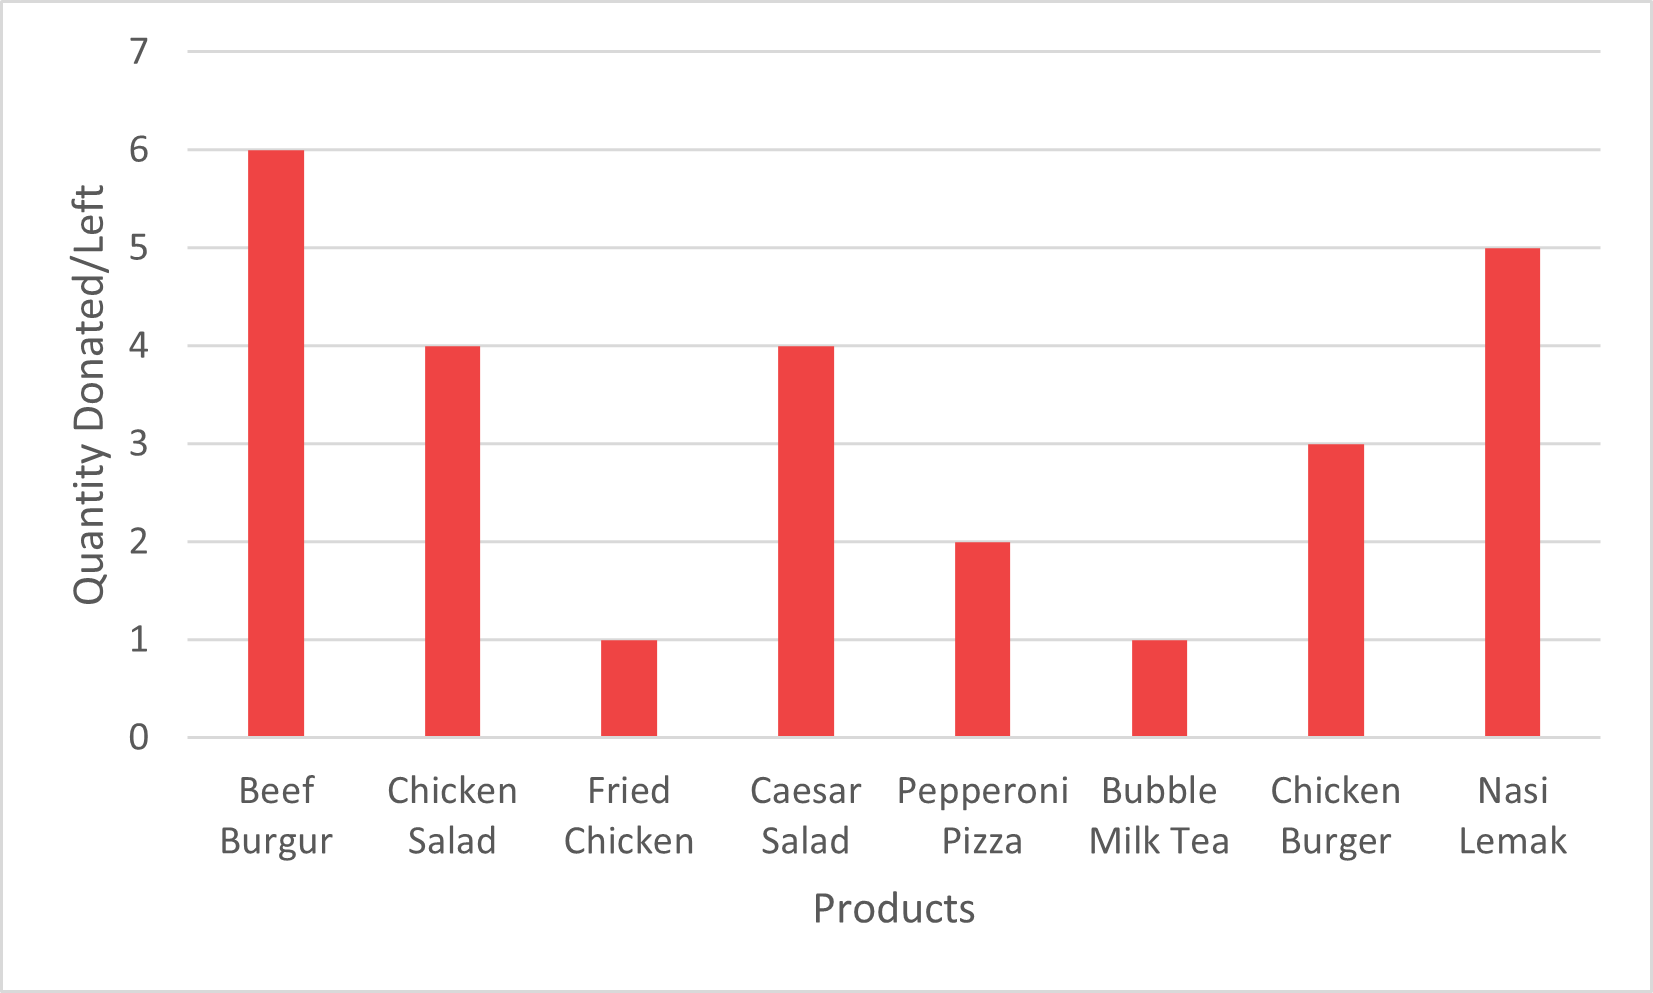 7
6
5
4
3
2
1
0
Quantity Donated/Left
Beef
Burgur
Chicken
Salad
Fried
Chicken
Caesar
Salad
Pepperoni
Pizza
Bubble
Milk Tea
Chicken
Burger
Nasi
Lemak
Products